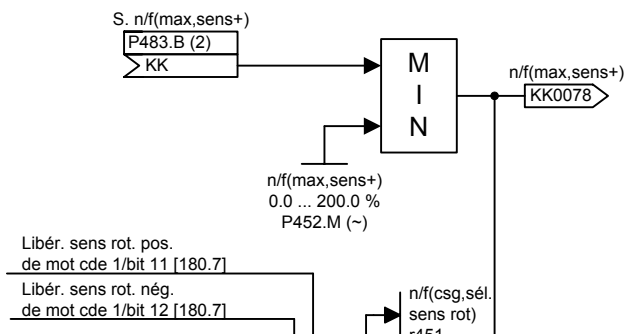 S. n/f(max,sens+)
P483.B (2)
KK
M
I
N
n/f(max,sens+)
KK0078
n/f(max,sens+)
0.0 ... 200.0 %
P452.M (~)
Libér. sens rot. pos.
de mot cde 1/bit 11 [180.7]
Libér. sens rot. nég.
de mot cde 1/bit 12 [180.7]
n/f(csg,sél.
sens rot)
r451